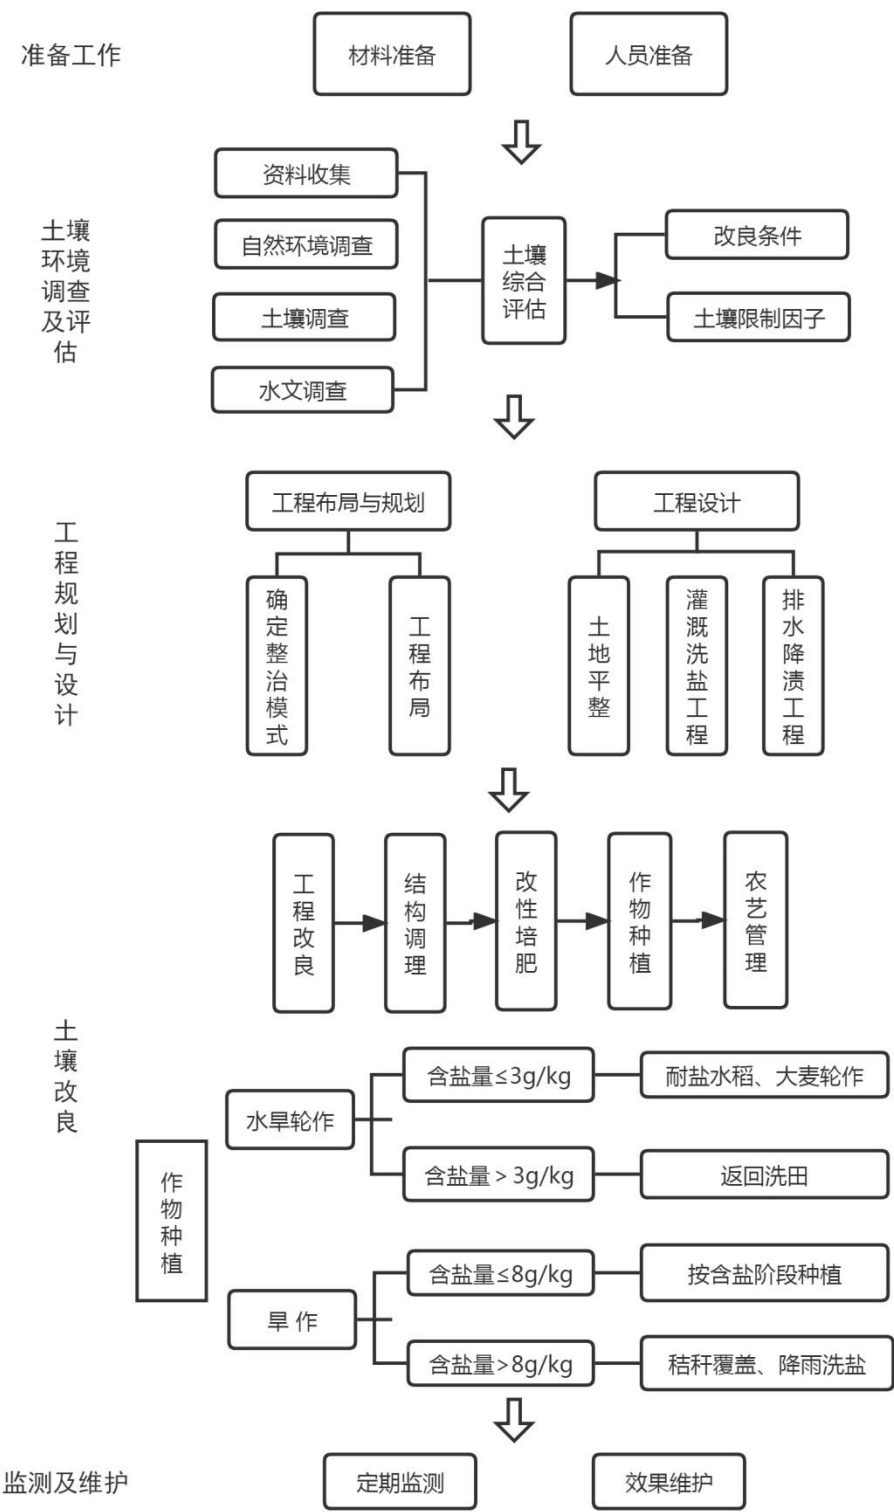 准备工作
材料准备
人员准备
土壤
环境
调查
及评
估
资料收集
自然环境调查
土壤调查
水文调查
土壤
综合
评估
改良条件
土壤限制因子
工程规划与设计
工程布局与规划
确定整治模式
工程布局
工程设计
土地平整
灌溉洗盐工程
排水降渍工程
土壤改良
工程改良
结构调理
改性培肥
作物种植
农艺管理
作物种植
水旱轮作
含盐量≤3g/kg
耐盐水稻、大麦轮作
含盐量＞3g/kg
返回洗田
旱 作
含盐量≤8g/kg
按含盐阶段种植
含盐量>8g/kg
秸秆覆盖、降雨洗盐
监测及维护
定期监测
效果维护